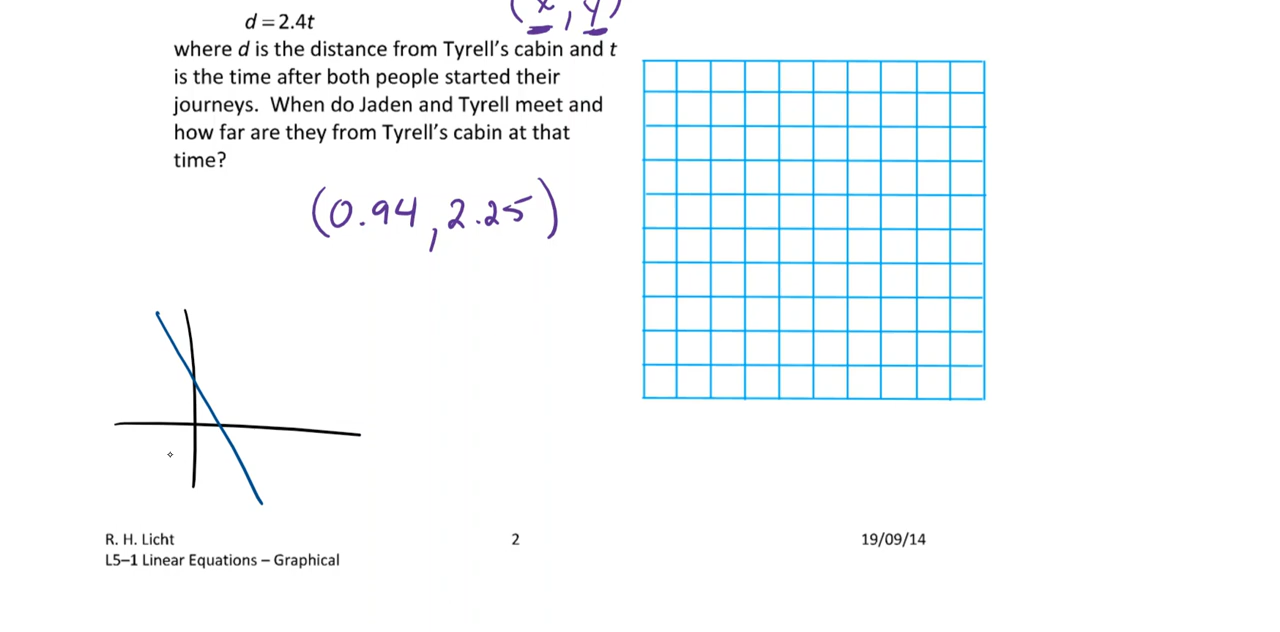 (x, y)
d = 2.4t
where d is the distance from Tyrell's cabin and t
is the time after both people started their
journeys. When do Jaden and Tyrell meet and
how far are they from Tyrell's cabin at that
time?
(0.94, 2.25)
R. H. Licht
2
19/09/14
L5–1 Linear Equations – Graphical